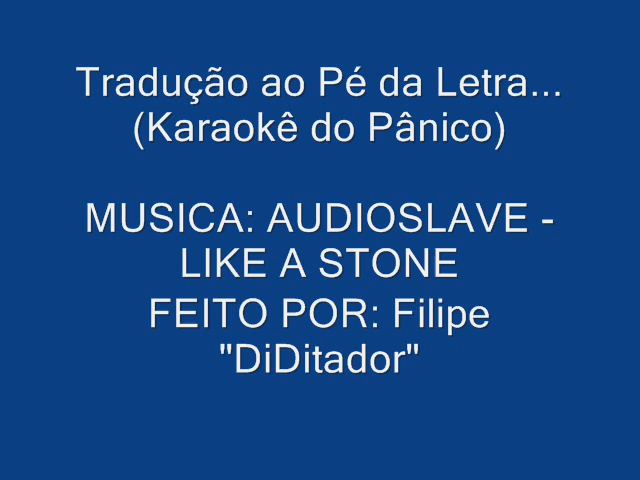 Tradução ao Pé da Letra...
(Karaokê do Pânico)
MUSICA: AUDIOSLAVE -
LIKE A STONE
FEITO POR: Filipe
"DiDitador"